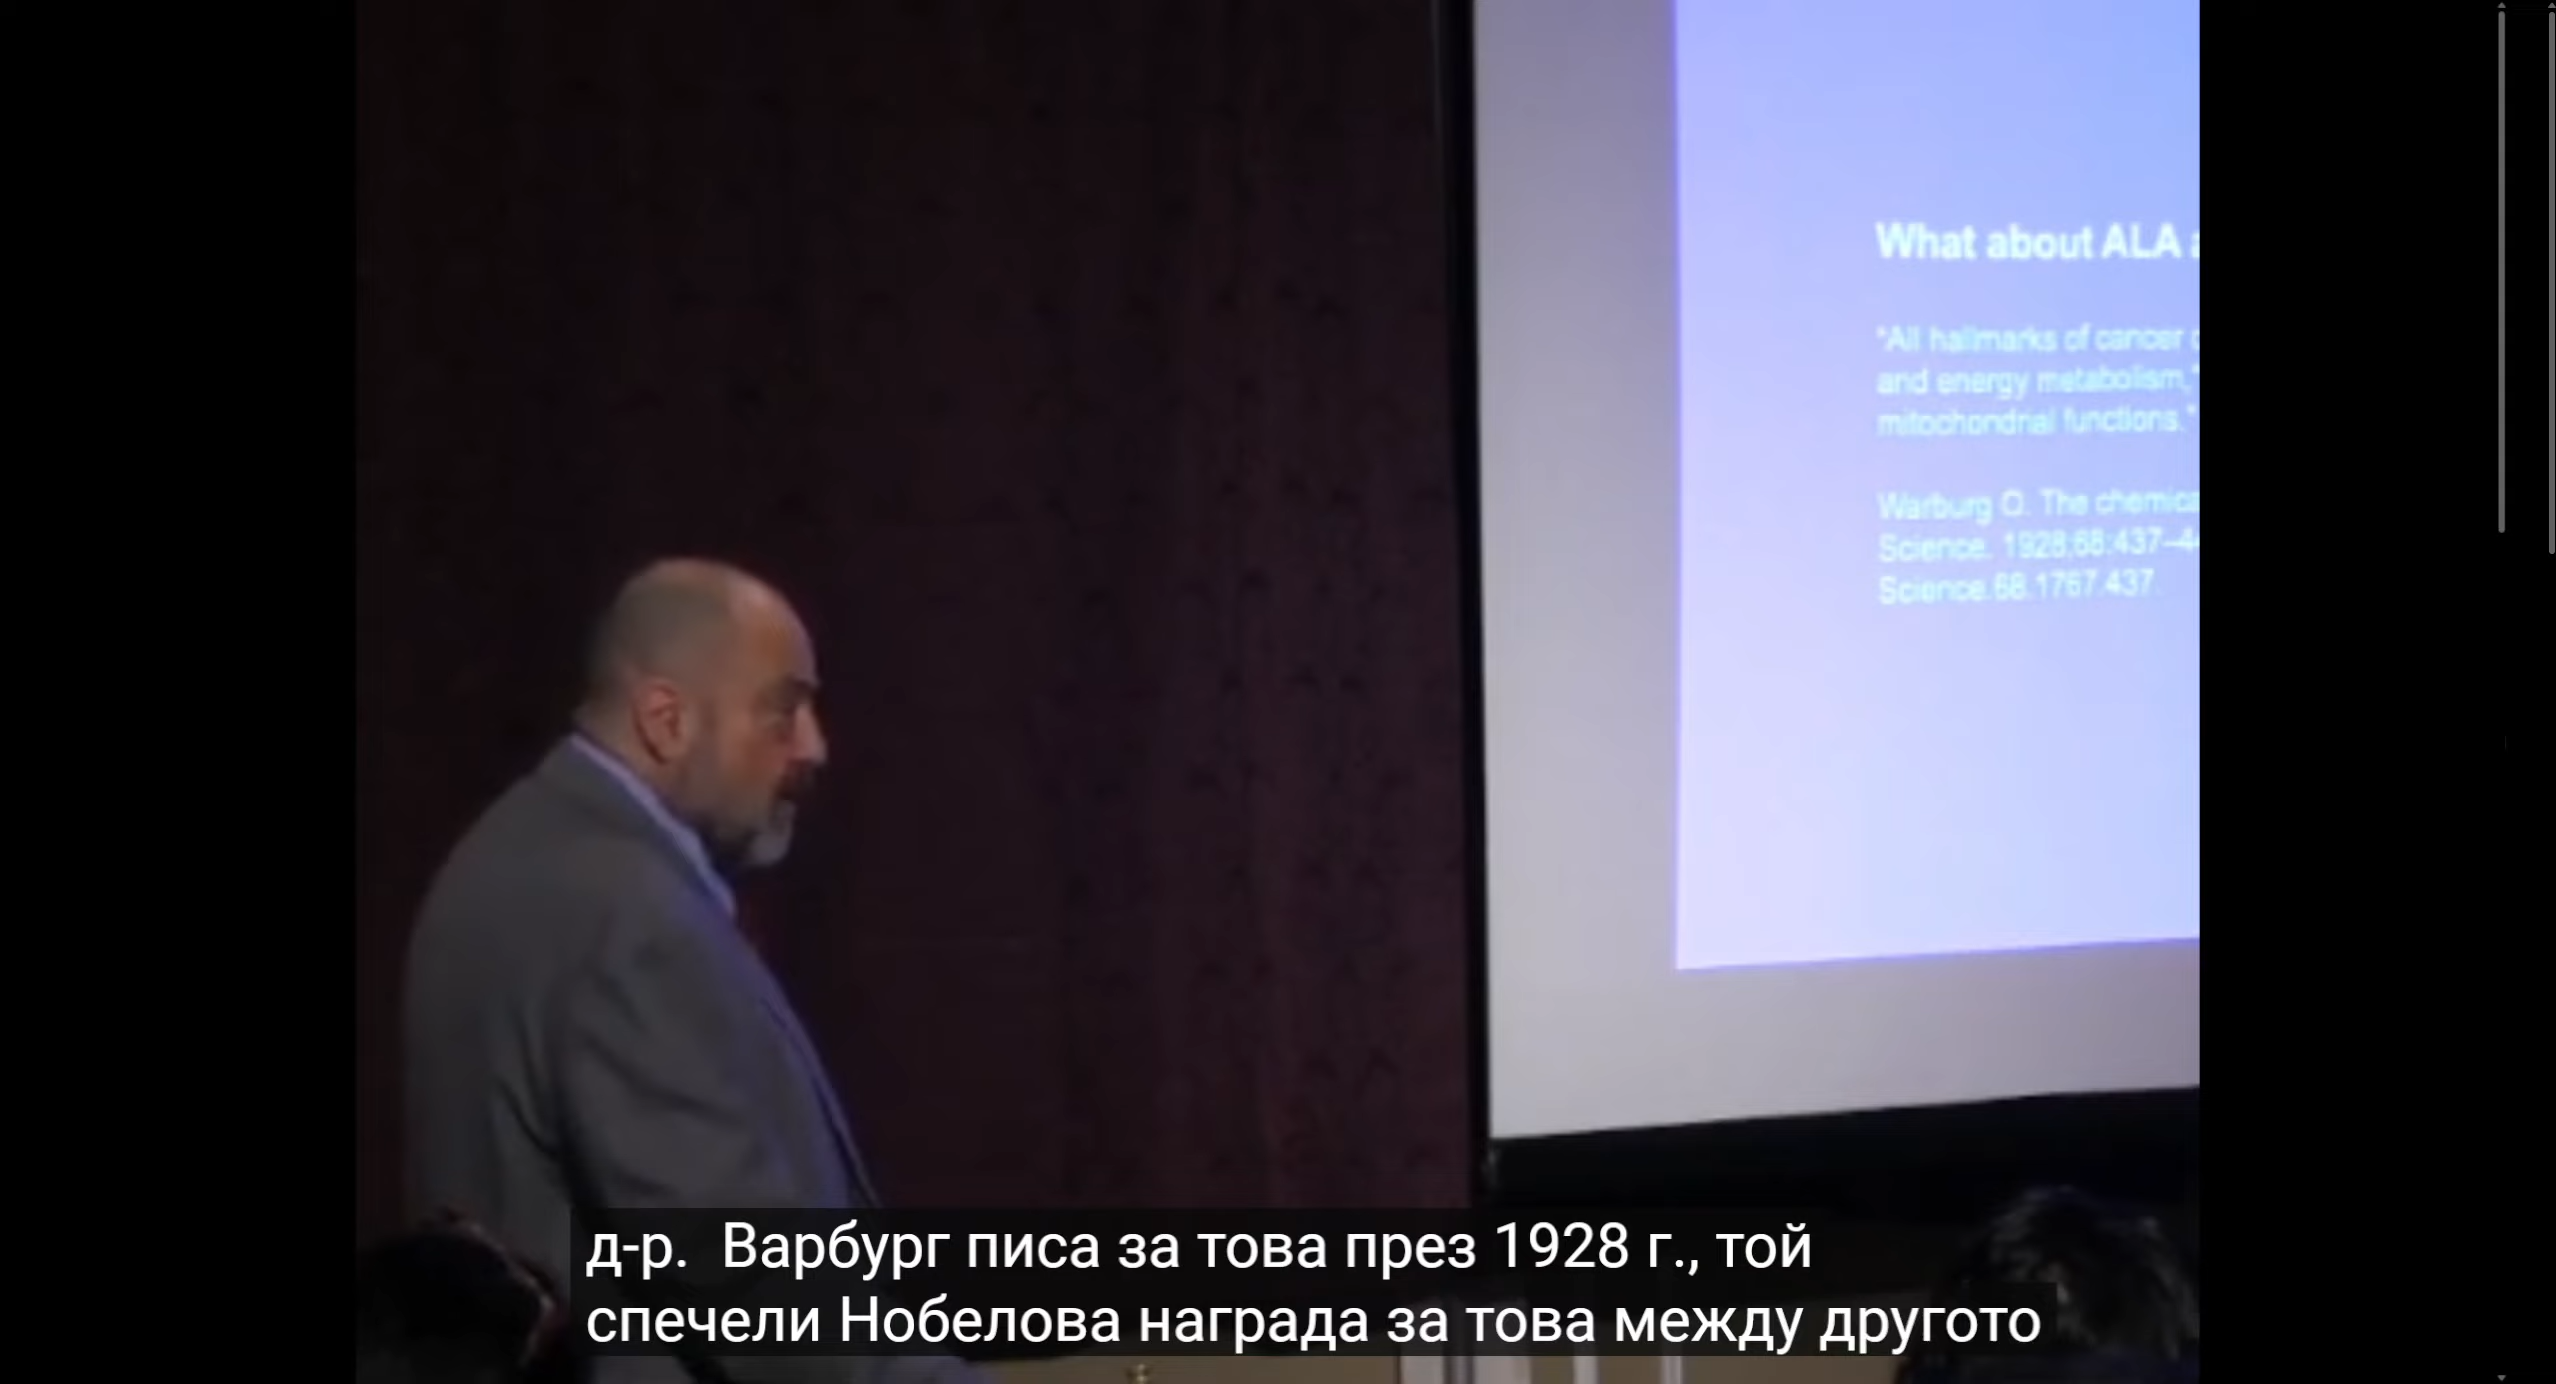 What about ALA
"All hallmarks of cancer
and energy metabolism,"
mitochondrial functions."
Warburg O. The
Science. 1928;68:437–4
Science.68.1767.437.
д-р. Варбург писа за това през 1928 г., той
спечели Нобелова награда за това между другото